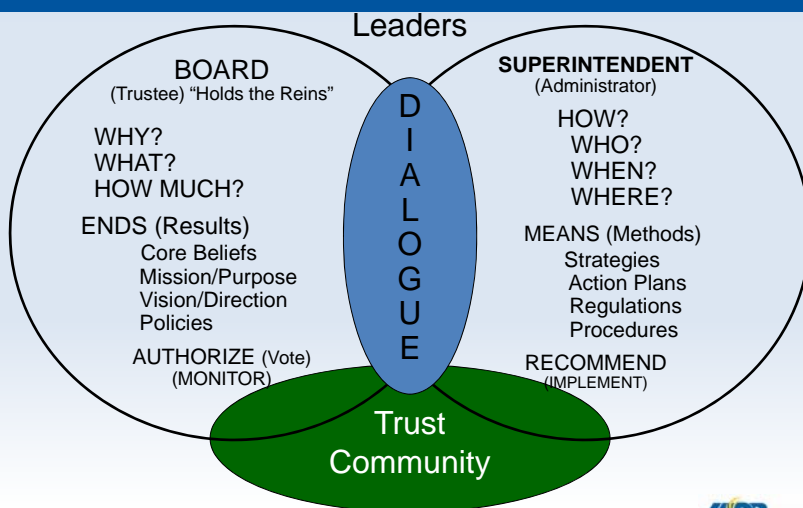 Leaders
BOARD
(Trustee) “Holds the Reins”
WHY?
WHAT?
HOW MUCH?
ENDS (Results)
Core Beliefs
Mission/Purpose
Vision/Direction
Policies
AUTHORIZE (Vote)
(MONITOR)
DIALOGUE
SUPERINTENDENT
(Administrator)
HOW?
WHO?
WHEN?
WHERE?
MEANS (Methods)
Strategies
Action Plans
Regulations
Procedures
RECOMMEND
(IMPLEMENT)
Trust
Community